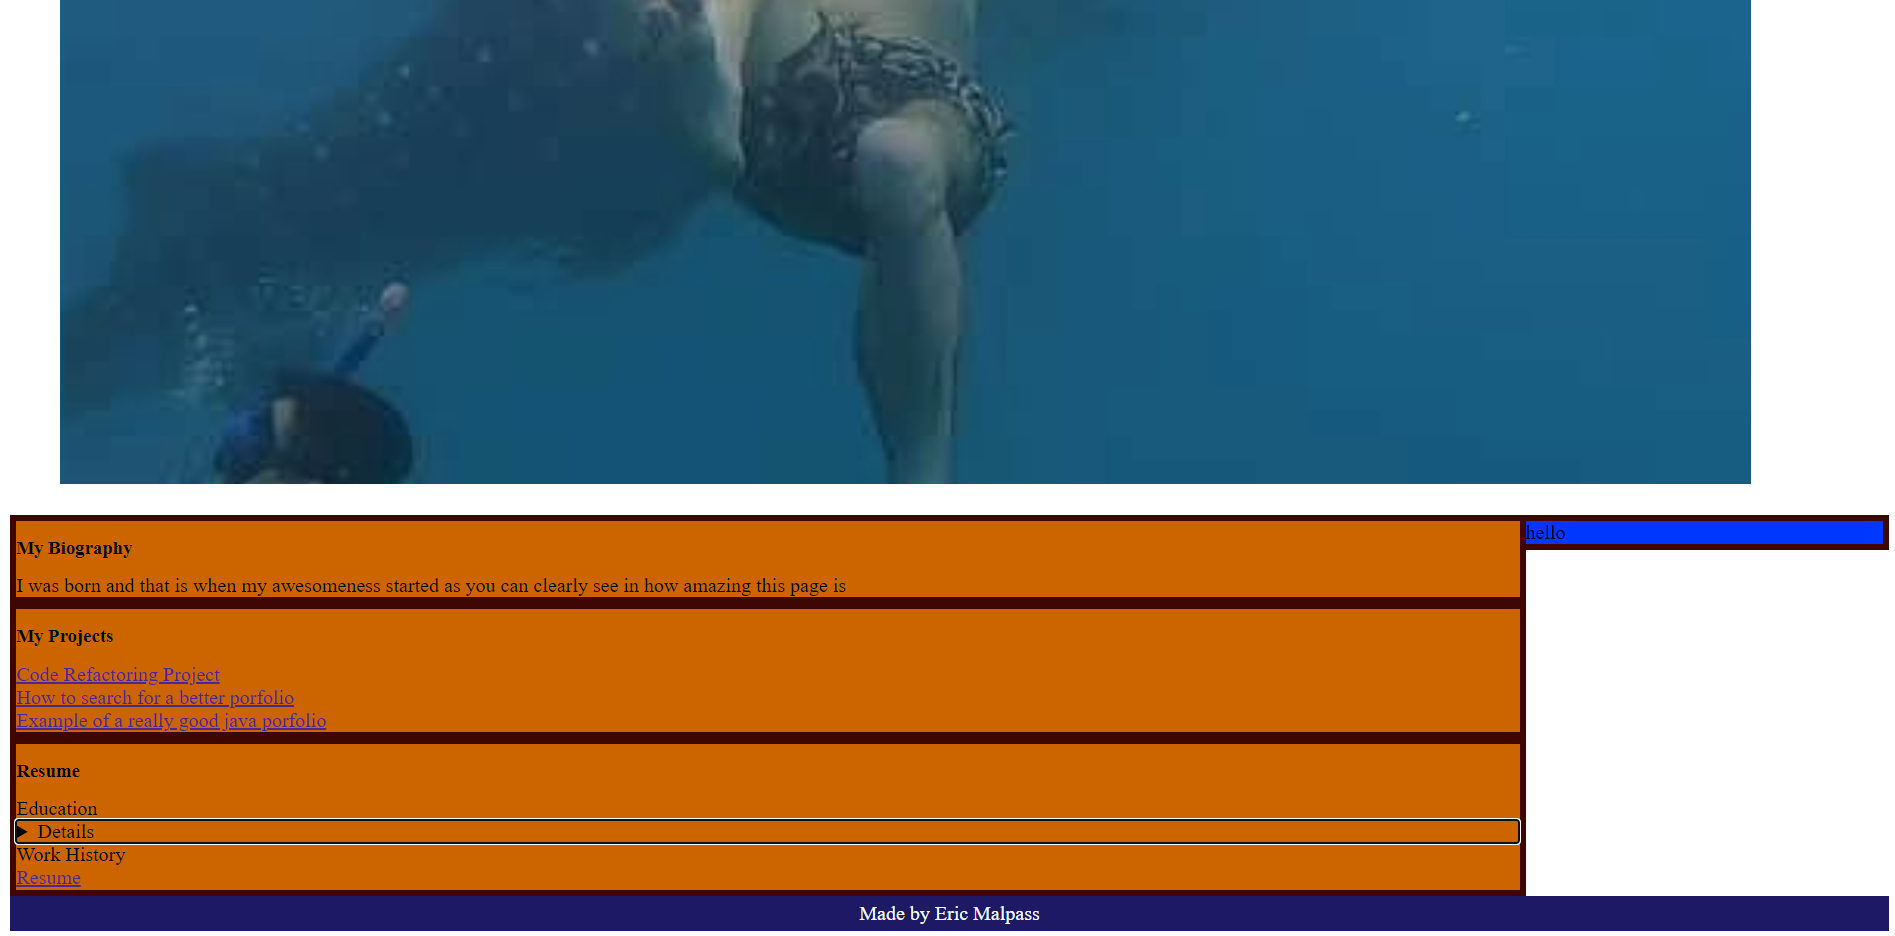 My Biography
I was born and that is when my awesomeness started as you can clearly see in how amazing this page is
hello
My Projects
Code Refactoring Project
How to search for a better porfolio
Example of a really good java porfolio
Resume
Education
Details
Work History
Resume
Made by Eric Malpass